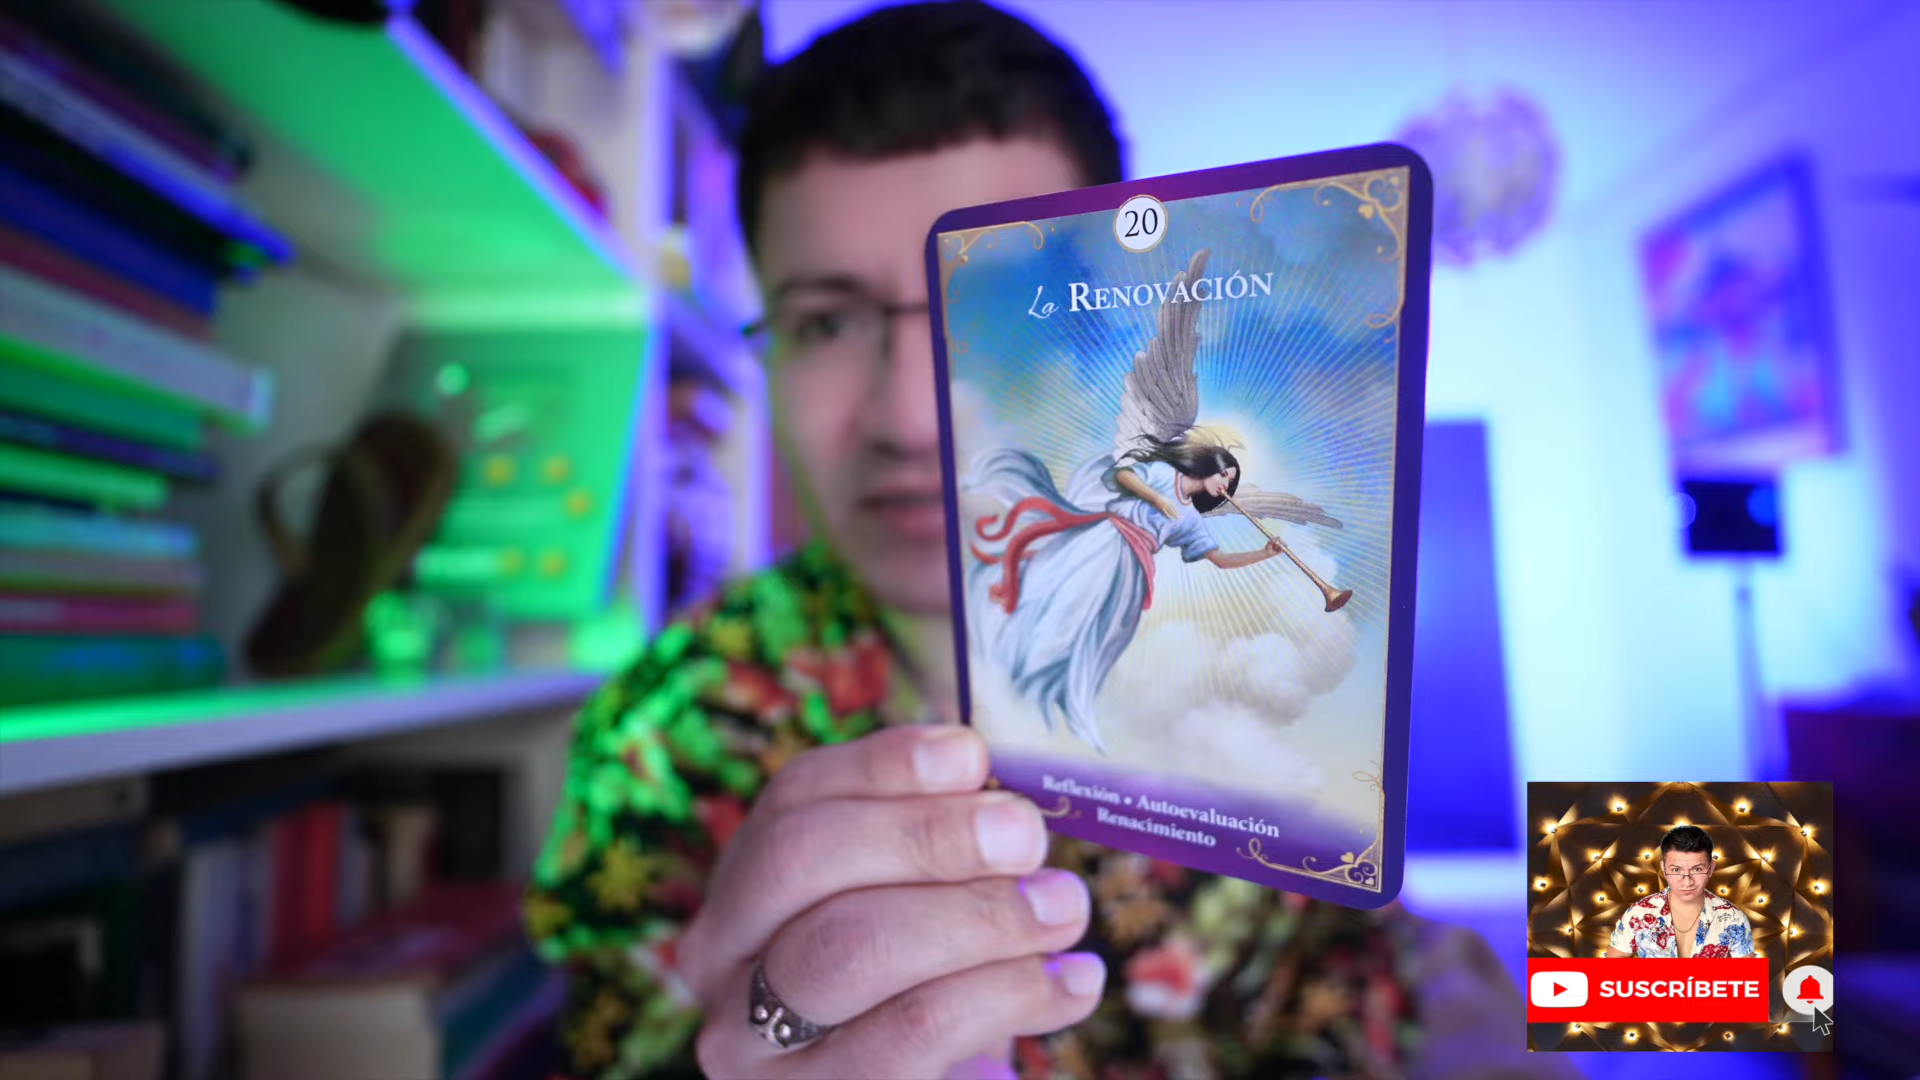 20
La RENOVACIÓN
Reflexión • Autoevaluación
Renacimiento
SUSCRÍBETE